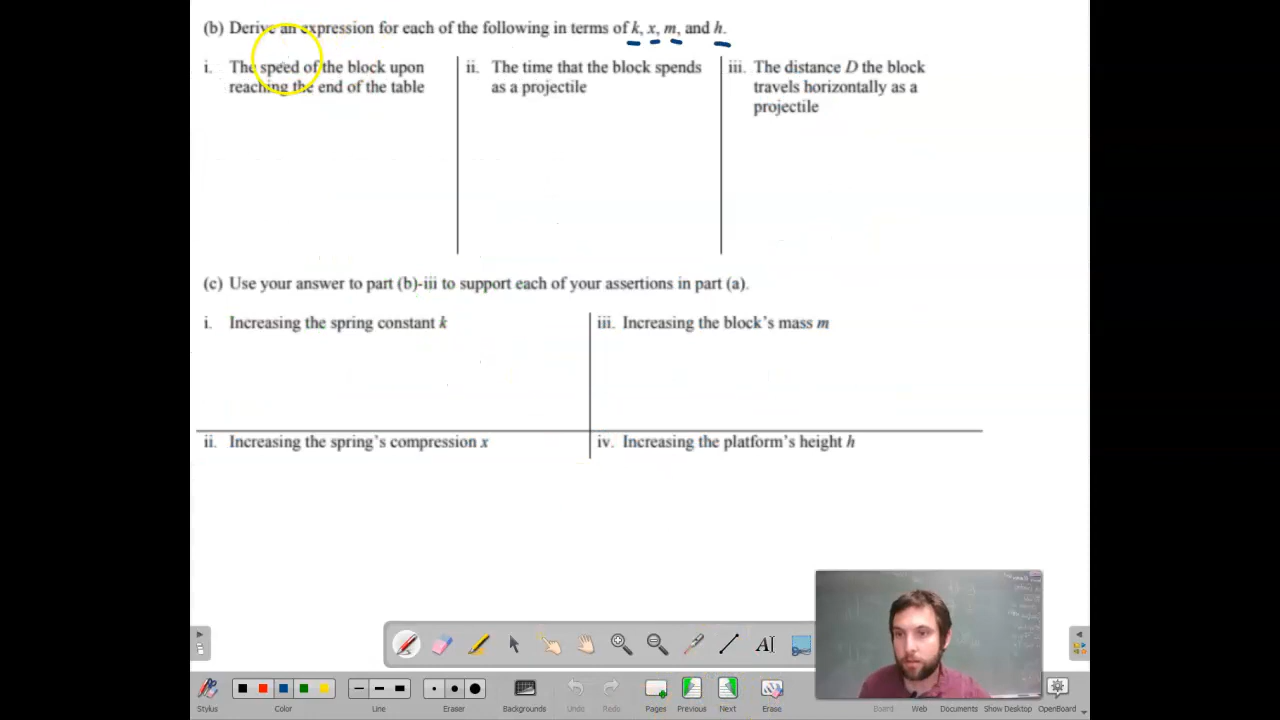 (b) Derive an expression for each of the following in terms of k, x, m, and h.
i. The speed of the block upon reaching the end of the table
ii. The time that the block spends as a projectile
iii. The distance D the block travels horizontally as a projectile
(c) Use your answer to part (b)-iii to support each of your assertions in part (a).
i. Increasing the spring constant k
iii. Increasing the block's mass m
ii. Increasing the spring's compression x
iv. Increasing the platform's height h
Stylus
Color
Line
Eraser
Backgrounds
Undo
Redo
Pages
Previous
Next
Erase
Board
Web
Documents
Show Desktop
OpenBoard